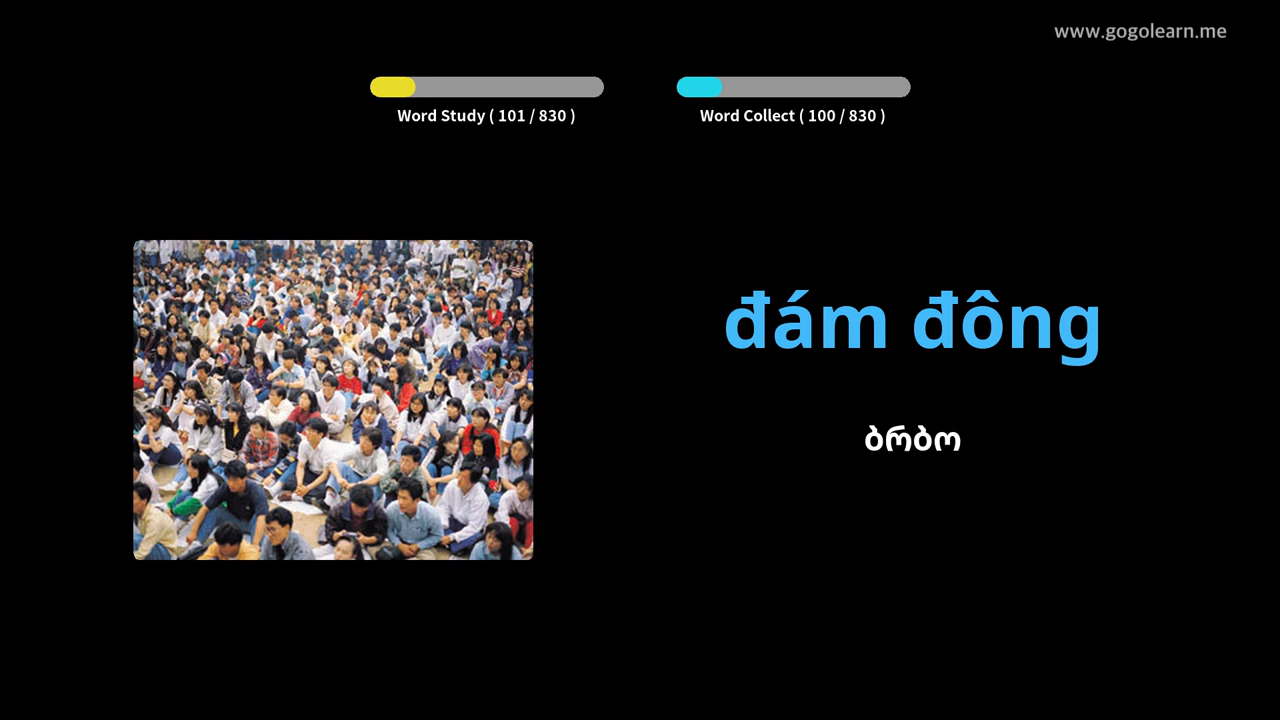 www.gogolearn.me
Word Study ( 101 / 830 )
Word Collect ( 100 / 830 )
đám đông
ბრბო